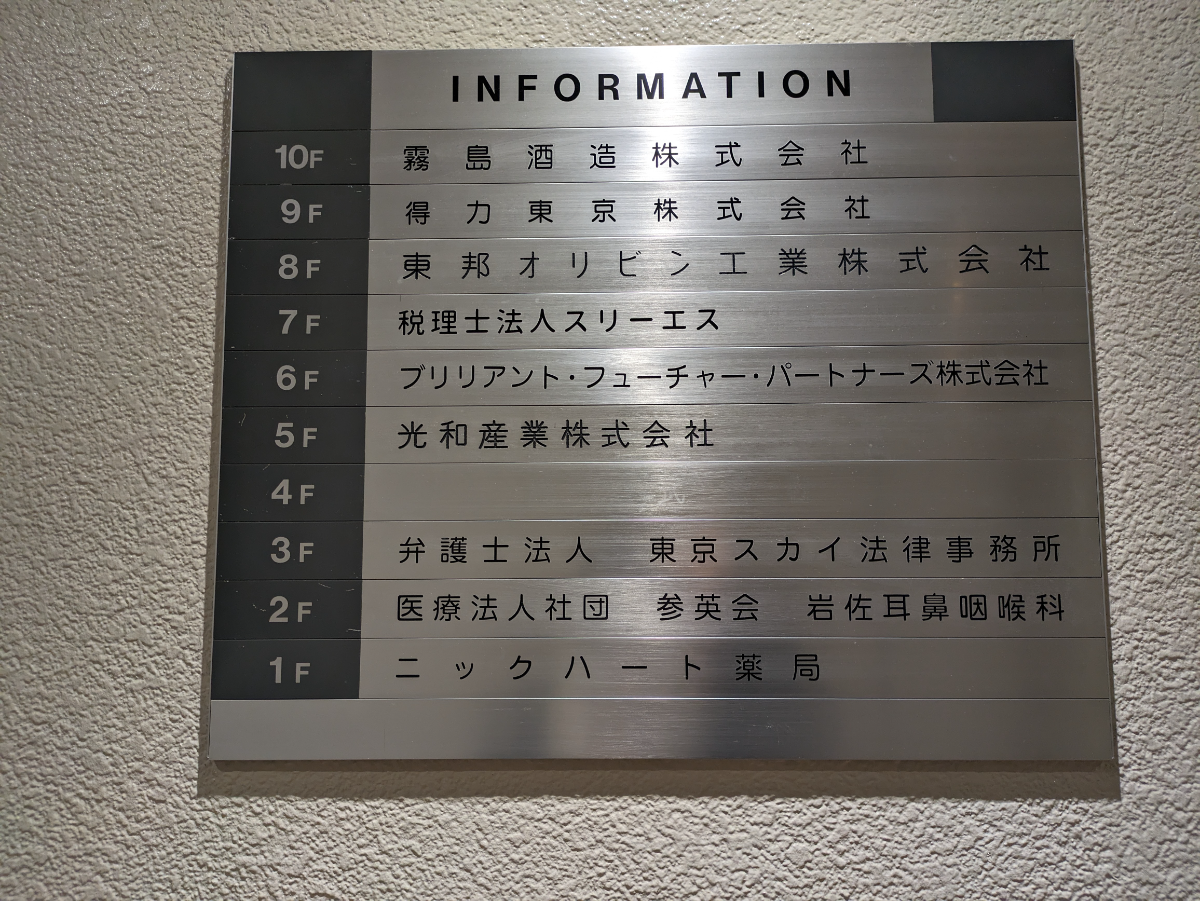 INFORMATION
10F 霧島酒造株式会社
9F 得力東京株式会社
8F 東邦オリビン工業株式会社
7F 税理士法人スリーエス
6F ブリリアント・フューチャー・パートナーズ株式会社
5F 光和産業株式会社
4F
3F 弁護士法人　東京スカイ法律事務所
2F 医療法人社団　参英会　岩佐耳鼻咽喉科
1F ニックハート薬局